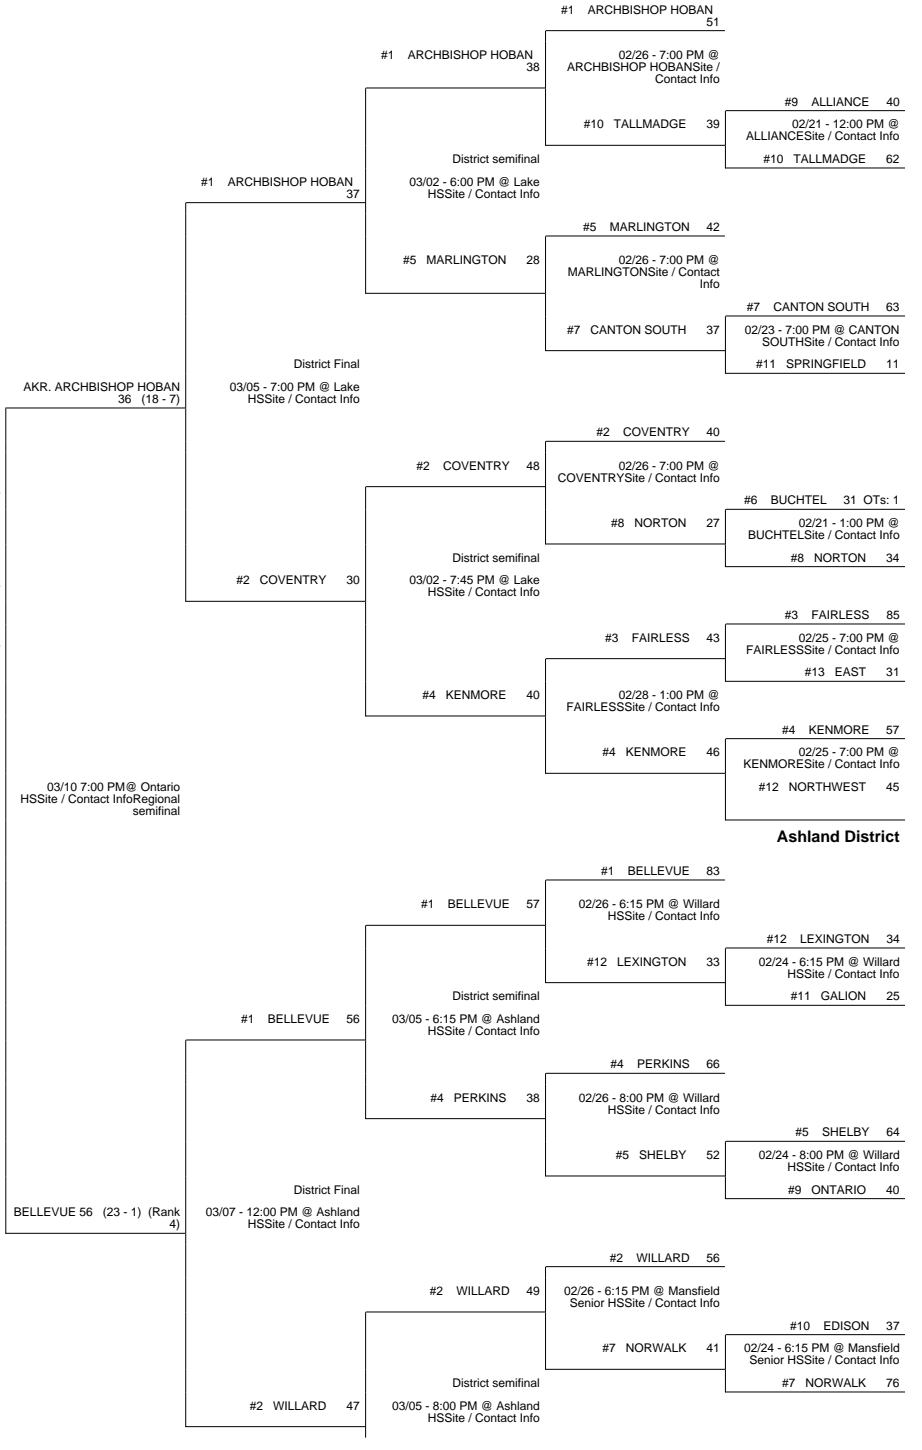 #1 ARCHBISHOP HOBAN
51
#1 ARCHBISHOP HOBAN
38
02/26 - 7:00 PM @
ARCHBISHOP HOBANSite /
Contact Info
#9 ALLIANCE 40
#10 TALLMADGE 39
02/21 - 12:00 PM @
ALLIANCESite / Contact Info
#10 TALLMADGE 62
District semifinal
#1 ARCHBISHOP HOBAN
37
03/02 - 6:00 PM @ Lake
HSSite / Contact Info
#5 MARLINGTON 42
#5 MARLINGTON 28
02/26 - 7:00 PM @
MARLINGTONSite / Contact
Info
#7 CANTON SOUTH 63
#7 CANTON SOUTH 37
02/23 - 7:00 PM @ CANTON
SOUTHSite / Contact Info
#11 SPRINGFIELD 11
District Final
AKR. ARCHBISHOP HOBAN
36 (18 - 7)
03/05 - 7:00 PM @ Lake
HSSite / Contact Info
#2 COVENTRY 40
#2 COVENTRY 48
02/26 - 7:00 PM @
COVENTRYSite / Contact Info
#6 BUCHTEL 31 OTs: 1
#8 NORTON 27
02/21 - 1:00 PM @
BUCHTELSite / Contact Info
#8 NORTON 34
District semifinal
#2 COVENTRY 30
03/02 - 7:45 PM @ Lake
HSSite / Contact Info
#3 FAIRLESS 85
#3 FAIRLESS 43
02/25 - 7:00 PM @
FAIRLESSSite / Contact Info
#13 EAST 31
#4 KENMORE 40
02/28 - 1:00 PM @
FAIRLESSSite / Contact Info
#4 KENMORE 57
#4 KENMORE 46
02/25 - 7:00 PM @
KENMORESite / Contact Info
#12 NORTHWEST 45
03/10 7:00 PM@ Ontario
HSSite / Contact InfoRegional
semifinal
Ashland District
#1 BELLEVUE 83
#1 BELLEVUE 57
02/26 - 6:15 PM @ Willard
HSSite / Contact Info
#12 LEXINGTON 34
#12 LEXINGTON 33
02/24 - 6:15 PM @ Willard
HSSite / Contact Info
#11 GALION 25
District semifinal
#1 BELLEVUE 56
03/05 - 6:15 PM @ Ashland
HSSite / Contact Info
#4 PERKINS 66
#4 PERKINS 38
02/26 - 8:00 PM @ Willard
HSSite / Contact Info
#5 SHELBY 64
#5 SHELBY 52
02/24 - 8:00 PM @ Willard
HSSite / Contact Info
#9 ONTARIO 40
District Final
BELLEVUE 56 (23 - 1) (Rank
4)
03/07 - 12:00 PM @ Ashland
HSSite / Contact Info
#2 WILLARD 56
#2 WILLARD 49
02/26 - 6:15 PM @ Mansfield
Senior HSSite / Contact Info
#10 EDISON 37
#7 NORWALK 41
02/24 - 6:15 PM @ Mansfield
Senior HSSite / Contact Info
#7 NORWALK 76
District semifinal
#2 WILLARD 47
03/05 - 8:00 PM @ Ashland
HSSite / Contact Info